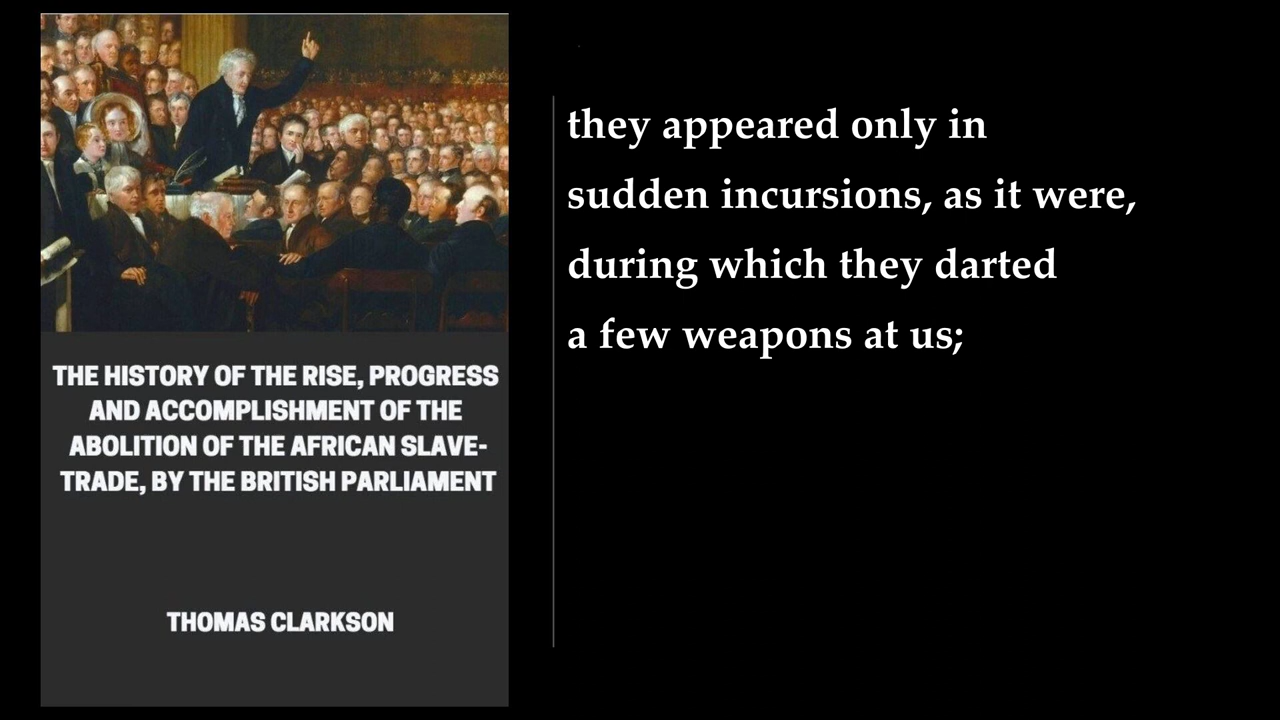 THE HISTORY OF THE RISE, PROGRESS
AND ACCOMPLISHMENT OF THE
ABOLITION OF THE AFRICAN SLAVE-
TRADE, BY THE BRITISH PARLIAMENT
THOMAS CLARKSON
they appeared only in
sudden incursions, as it were,
during which they darted
a few weapons at us;